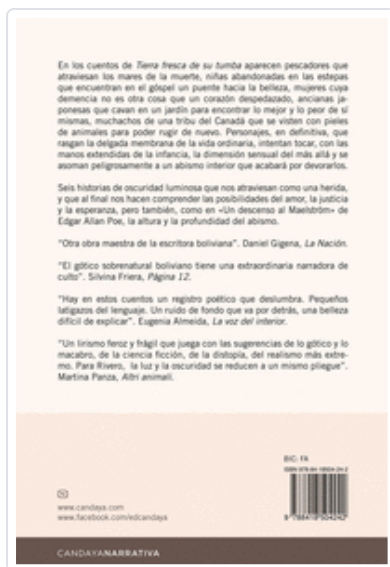 En los cuentos de Tierra fresca de su tumba aparecen pescadores que
atraviesan los mares de la muerte, niñas abandonadas en las estepas
que encuentran en el góspel un puente hacia la belleza, mujeres cuya
demencia no es otra cosa que un corazón despedazado, ancianas ja-
ponesas que cavan en un jardín para encontrar lo mejor y lo peor de sí
mismas, muchachos de una tribu del Canadá que se visten con pieles
de animales para poder rugir de nuevo. Personajes, en definitiva, que
rasgan la delgada membrana de la vida ordinaria, intentan tocar, con las
manos extendidas de la infancia, la dimensión sensual del más allá y se
asoman peligrosamente a un abismo interior que acabará por devorarlos.
Seis historias de oscuridad luminosa que nos atraviesan como una herida,
y que al final nos hacen comprender las posibilidades del amor, la justicia
y la esperanza, pero también, como en «Un descenso al Maelström» de
Edgar Allan Poe, la altura y la profundidad del abismo.
"Otra obra maestra de la escritora boliviana". Daniel Gigena, La Nación.
"El gótico sobrenatural boliviano tiene una extraordinaria narradora de
culto". Silvina Friera, Página 12.
"Hay en estos cuentos un registro poético que deslumbra. Pequeños
latigazos del lenguaje. Un ruido de fondo que va por detrás, una belleza
difícil de explicar". Eugenia Almeida, La voz del interior.
"Un lirismo feroz y frágil que juega con las sugerencias de lo gótico y lo
macabro, de la ciencia ficción, de la distopía, del realismo más extre-
mo. Para Rivero, la luz y la oscuridad se reducen a un mismo pliegue".
Martina Panza, Altri animali.
BIC: FA
ISBN 978-84-18504-24-2
9 788418 504242
www.candaya.com
www.facebook.com/edcandaya
CANDAYANARRATIVA